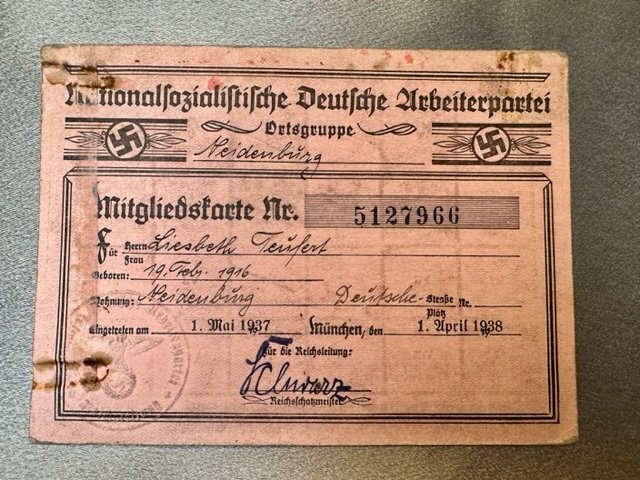 Nationalsozialistische Deutsche Arbeiterpartei
Ortsgruppe
Neidenburg
Mitgliedskarte Nr. 5127966
Für Herrn Frau Liesbeth Teufert
Geboren: 19. Febr. 1916
Wohnung: Neidenburg Deutsche-Straße Platz Nr.
Eingetreten am 1. Mai 1937 München, den 1. April 1938
Für die Reichsleitung:
Schwarz
Reichsschatzmeister